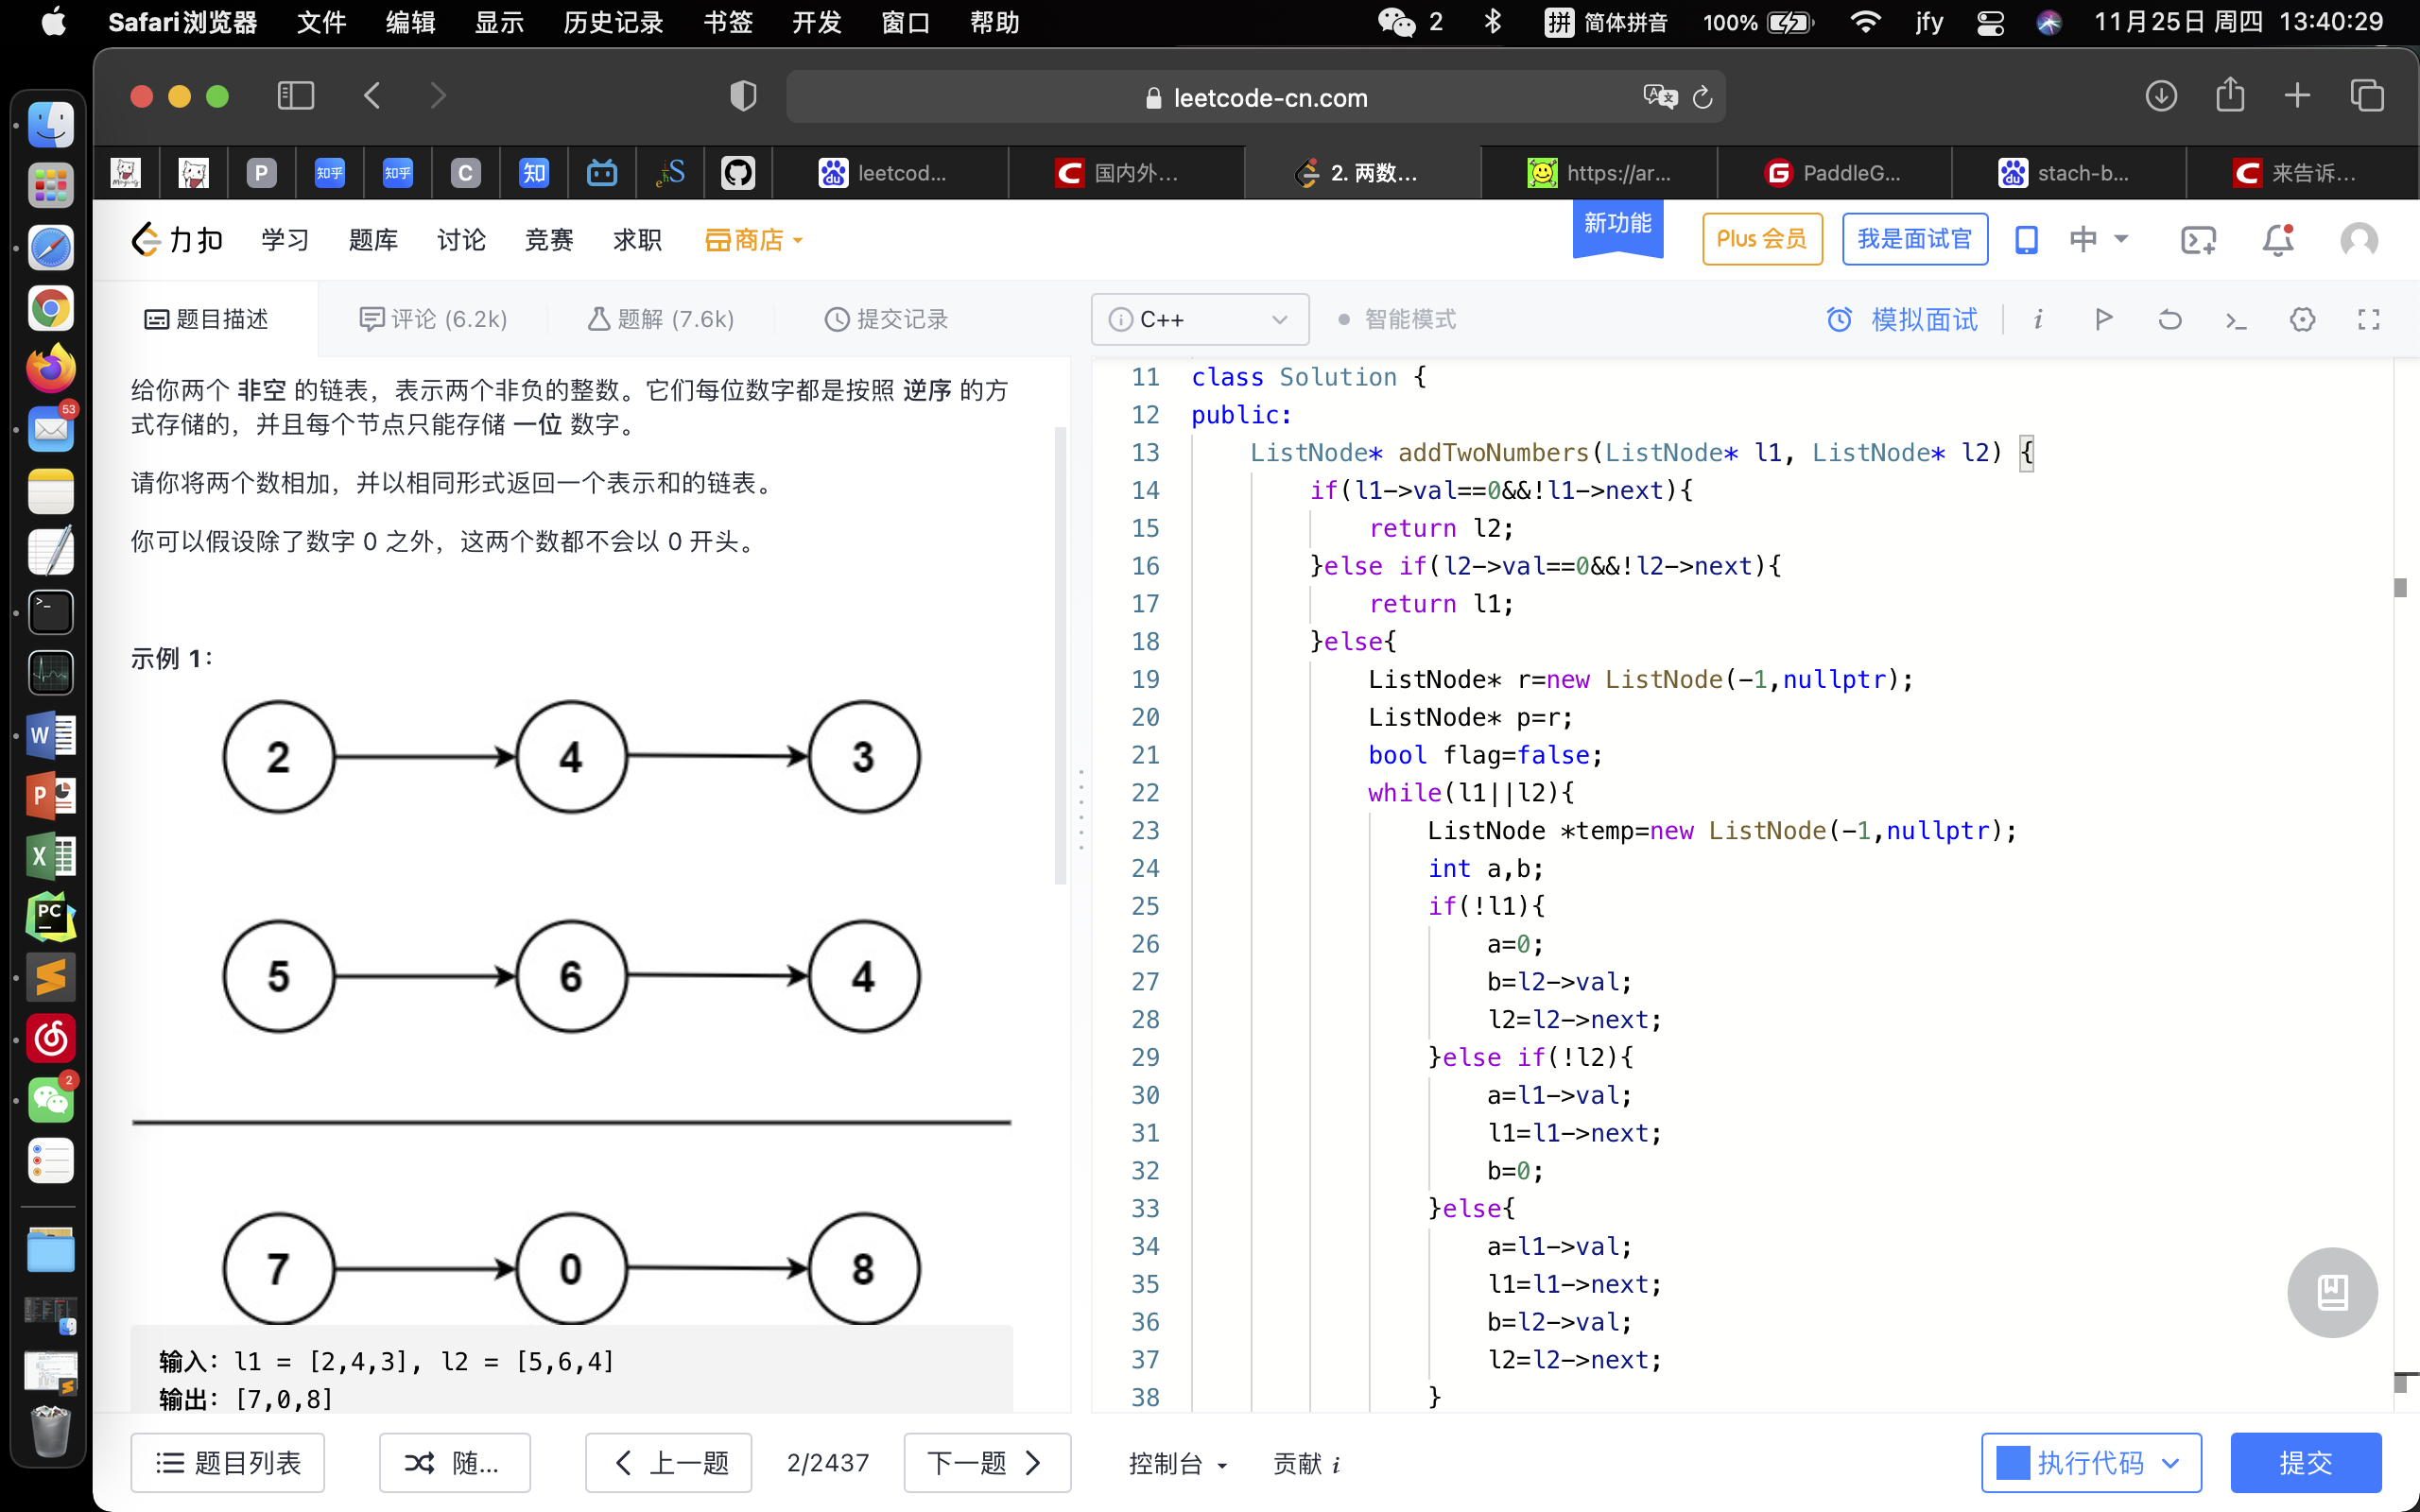 Safari浏览器 文件 编辑 显示 历史记录 书签 开发 窗口 帮助 2 拼 简体拼音 100% jfy 11月25日 周四 13:40:29
leetcode-cn.com
P 知乎 知乎 C 知 leetcod... 国内外... 2. 两数... https://ar... PaddleG... stach-b... 来告诉...
力扣 学习 题库 讨论 竞赛 求职 商店 新功能 Plus 会员 我是面试官 中
题目描述 评论 (6.2k) 题解 (7.6k) 提交记录
C++ 智能模式 模拟面试
给你两个 非空 的链表，表示两个非负的整数。它们每位数字都是按照 逆序 的方
式存储的，并且每个节点只能存储 一位 数字。
请你将两个数相加，并以相同形式返回一个表示和的链表。
你可以假设除了数字 0 之外，这两个数都不会以 0 开头。
示例 1：
2 4 3
5 6 4
7 0 8
输入：l1 = [2,4,3], l2 = [5,6,4]
输出：[7,0,8]
11 class Solution {
12 public:
13 ListNode* addTwoNumbers(ListNode* l1, ListNode* l2) {
14 if(l1->val==0&&!l1->next){
15 return l2;
16 }else if(l2->val==0&&!l2->next){
17 return l1;
18 }else{
19 ListNode* r=new ListNode(-1,nullptr);
20 ListNode* p=r;
21 bool flag=false;
22 while(l1||l2){
23 ListNode *temp=new ListNode(-1,nullptr);
24 int a,b;
25 if(!l1){
26 a=0;
27 b=l2->val;
28 l2=l2->next;
29 }else if(!l2){
30 a=l1->val;
31 l1=l1->next;
32 b=0;
33 }else{
34 a=l1->val;
35 l1=l1->next;
36 b=l2->val;
37 l2=l2->next;
38 }
题目列表 随... 上一题 2/2437 下一题 控制台 贡献 i 执行代码 提交
53
W
P
X
PC
2